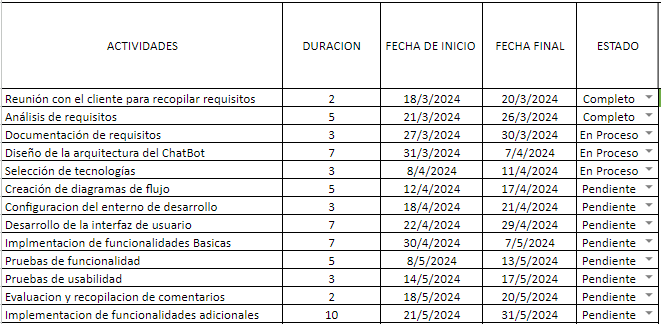 ACTIVIDADES DURACION FECHA DE INICIO FECHA FINAL ESTADO
Reunión con el cliente para recopilar requisitos 2 18/3/2024 20/3/2024 Completo
Análisis de requisitos 5 21/3/2024 26/3/2024 Completo
Documentación de requisitos 3 27/3/2024 30/3/2024 En Proceso
Diseño de la arquitectura del ChatBot 7 31/3/2024 7/4/2024 En Proceso
Selección de tecnologías 3 8/4/2024 11/4/2024 En Proceso
Creación de diagramas de flujo 5 12/4/2024 17/4/2024 Pendiente
Configuracion del enterno de desarrollo 3 18/4/2024 21/4/2024 Pendiente
Desarrollo de la interfaz de usuario 7 22/4/2024 29/4/2024 Pendiente
Implmentacion de funcionalidades Basicas 7 30/4/2024 7/5/2024 Pendiente
Pruebas de funcionalidad 5 8/5/2024 13/5/2024 Pendiente
Pruebas de usabilidad 3 14/5/2024 17/5/2024 Pendiente
Evaluacion y recopilacion de comentarios 2 18/5/2024 20/5/2024 Pendiente
Implementacion de funcionalidades adicionales 10 21/5/2024 31/5/2024 Pendiente